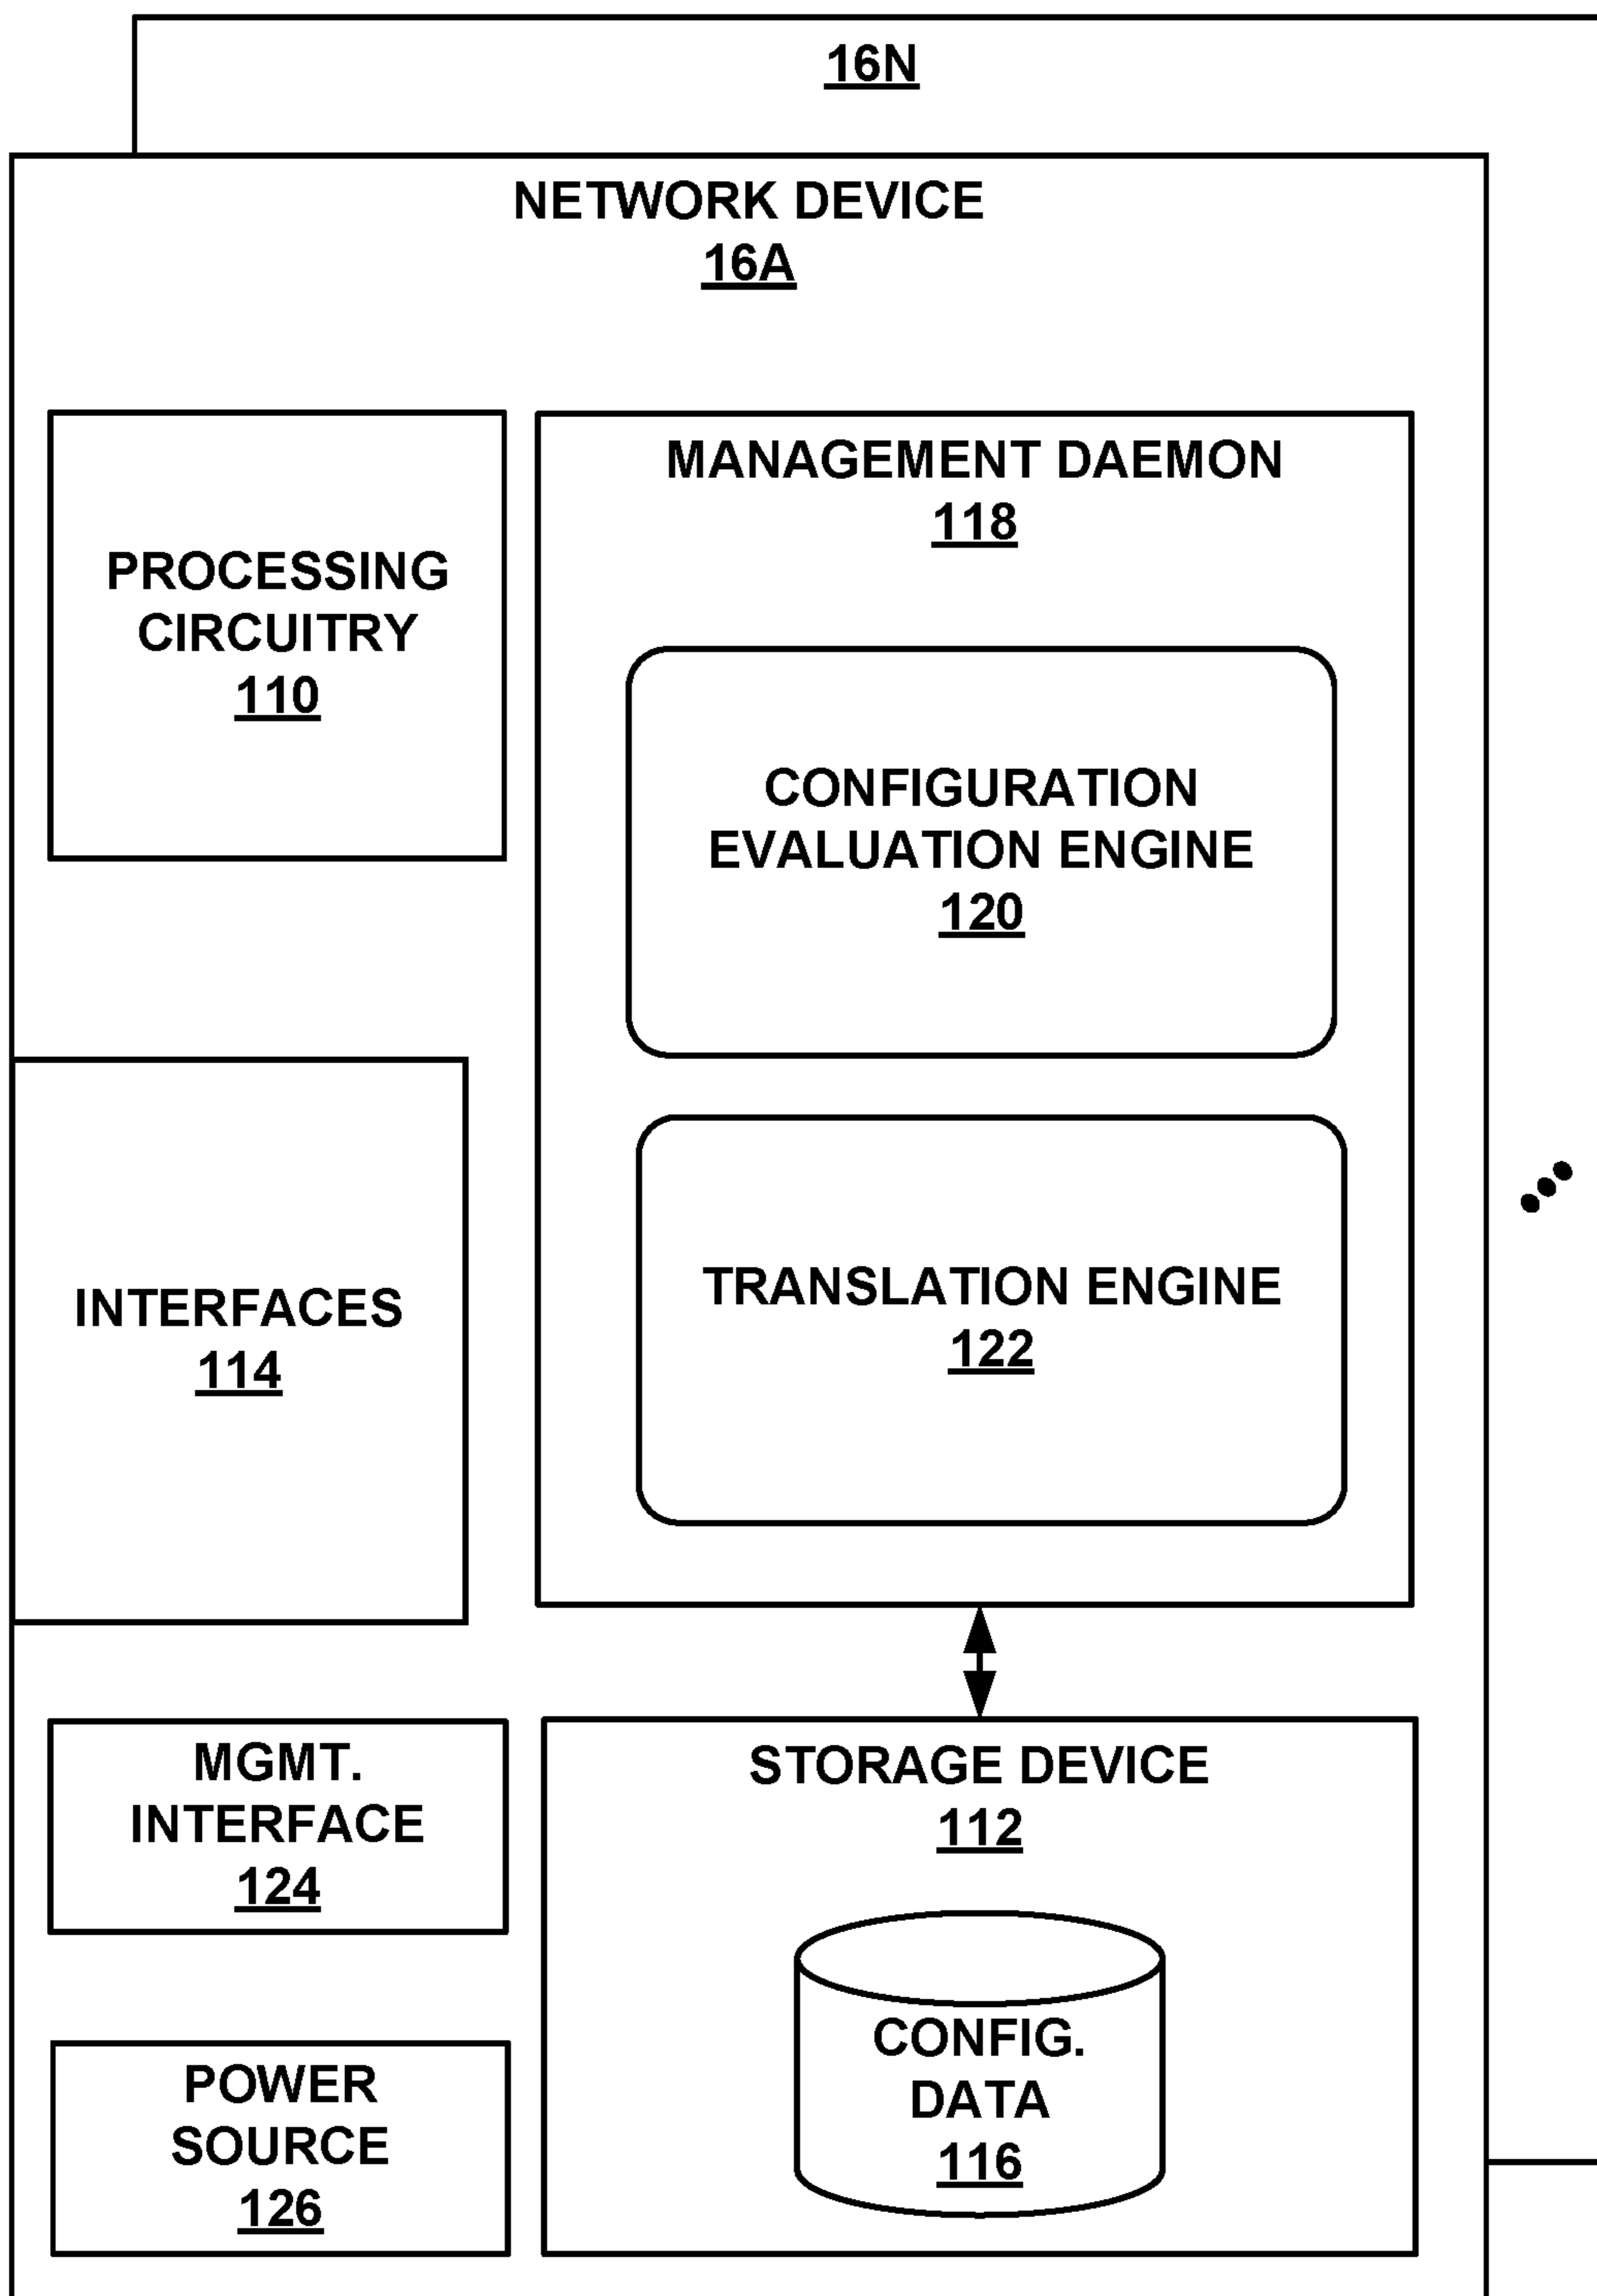 16N
NETWORK DEVICE
16A
PROCESSING
CIRCUITRY
110
MANAGEMENT DAEMON
118
CONFIGURATION
EVALUATION ENGINE
120
INTERFACES
114
TRANSLATION ENGINE
122
MGMT.
INTERFACE
124
STORAGE DEVICE
112
CONFIG.
DATA
116
POWER
SOURCE
126